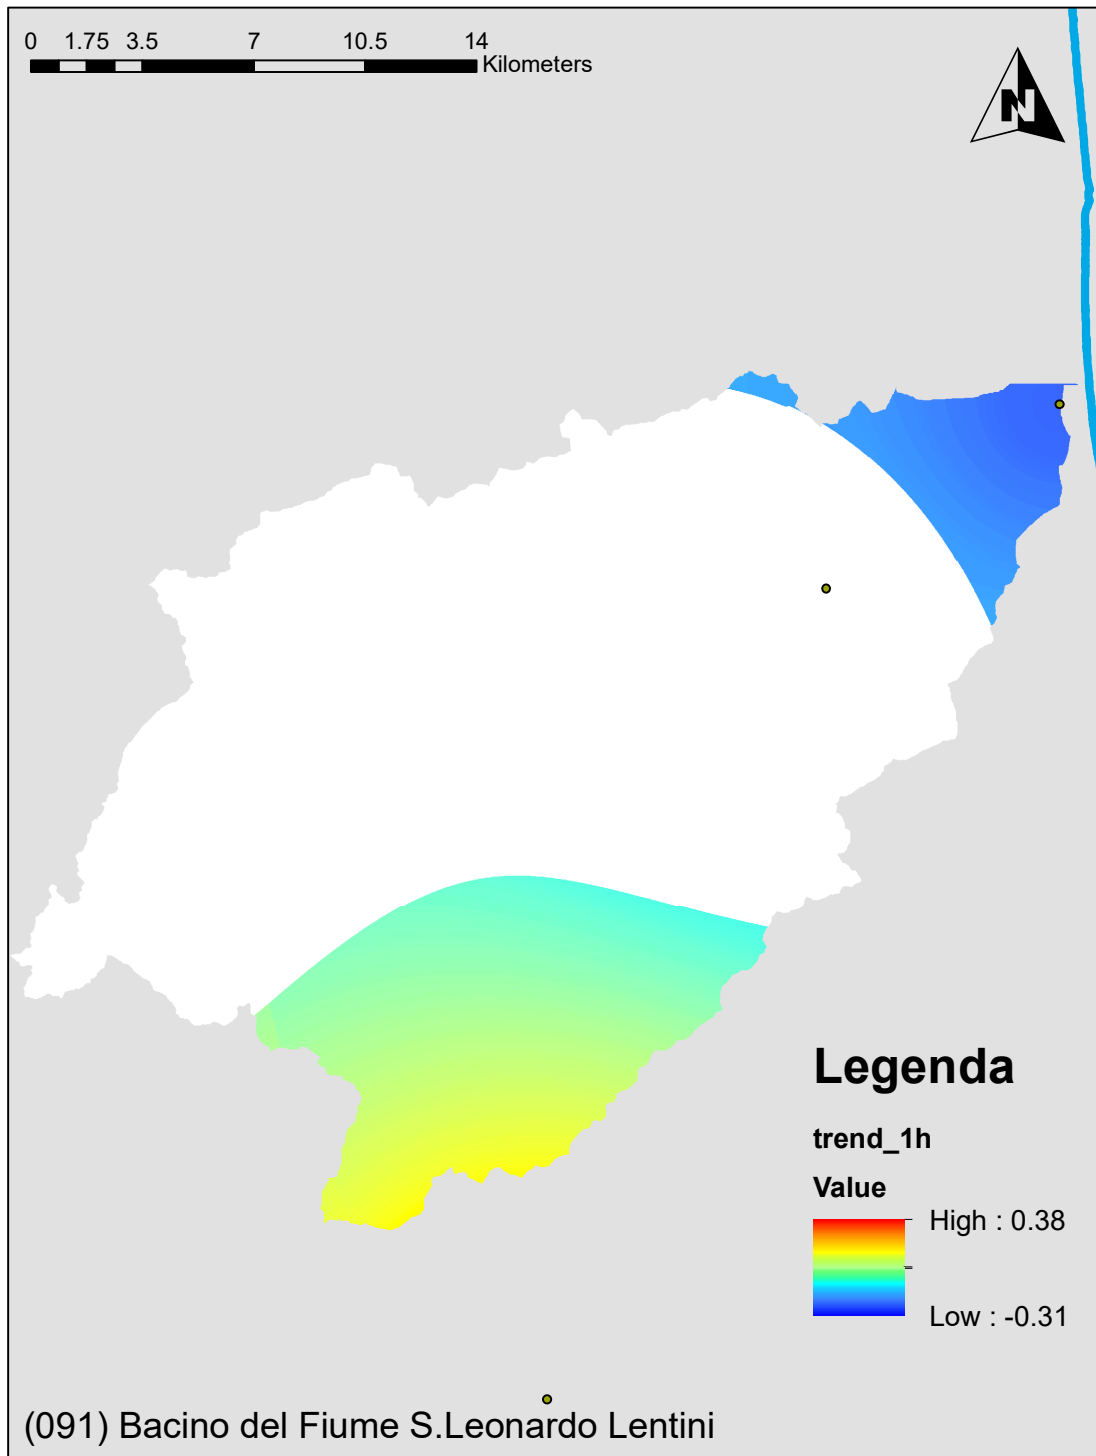 0 1.75 3.5 7 10.5 14
Kilometers
N
Legenda
trend_1h
Value
High : 0.38
Low : -0.31
(091) Bacino del Fiume S.Leonardo Lentini